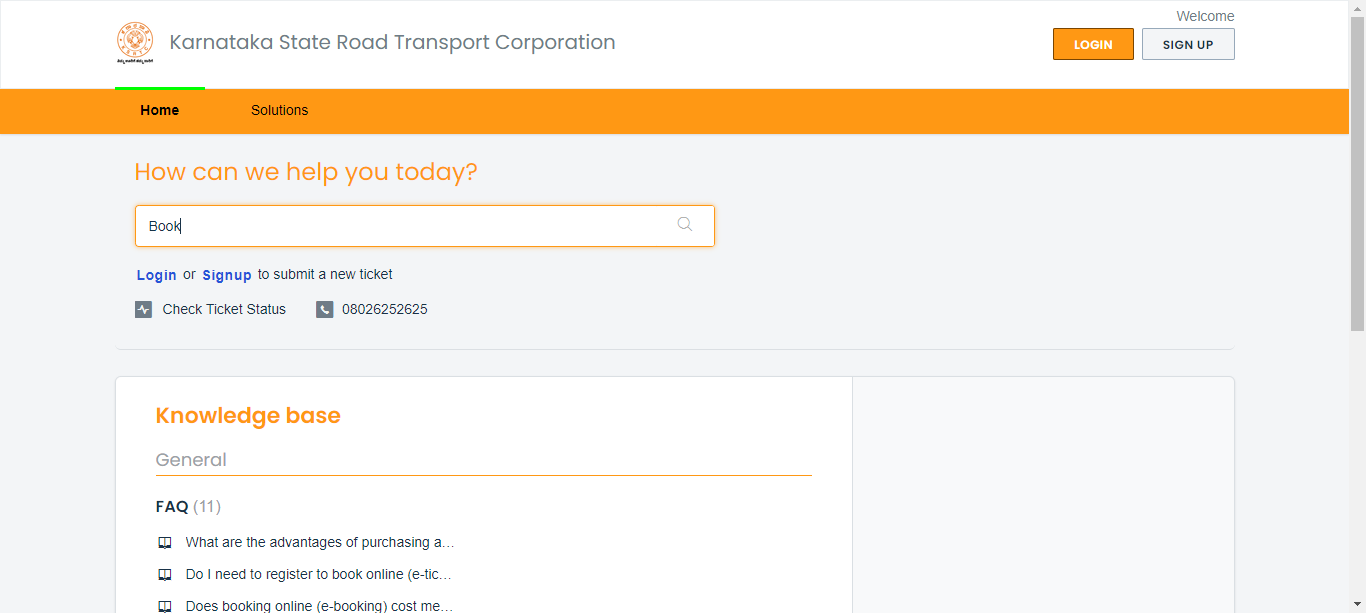 Welcome
Karnataka State Road Transport Corporation
LOGIN SIGN UP
Home Solutions
How can we help you today?
Book
Login or Signup to submit a new ticket
Check Ticket Status 08026252625
Knowledge base
General
FAQ (11)
What are the advantages of purchasing a…
Do I need to register to book online (e-tic…
Does booking online (e-booking) cost me…